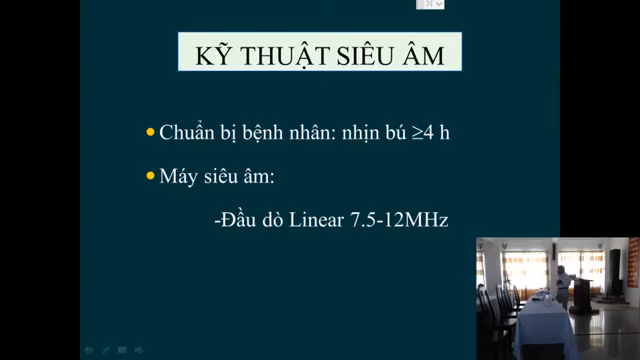 KỸ THUẬT SIÊU ÂM
Chuẩn bị bệnh nhân: nhịn bú ≥4 h
Máy siêu âm:
-Đầu dò Linear 7.5-12MHz